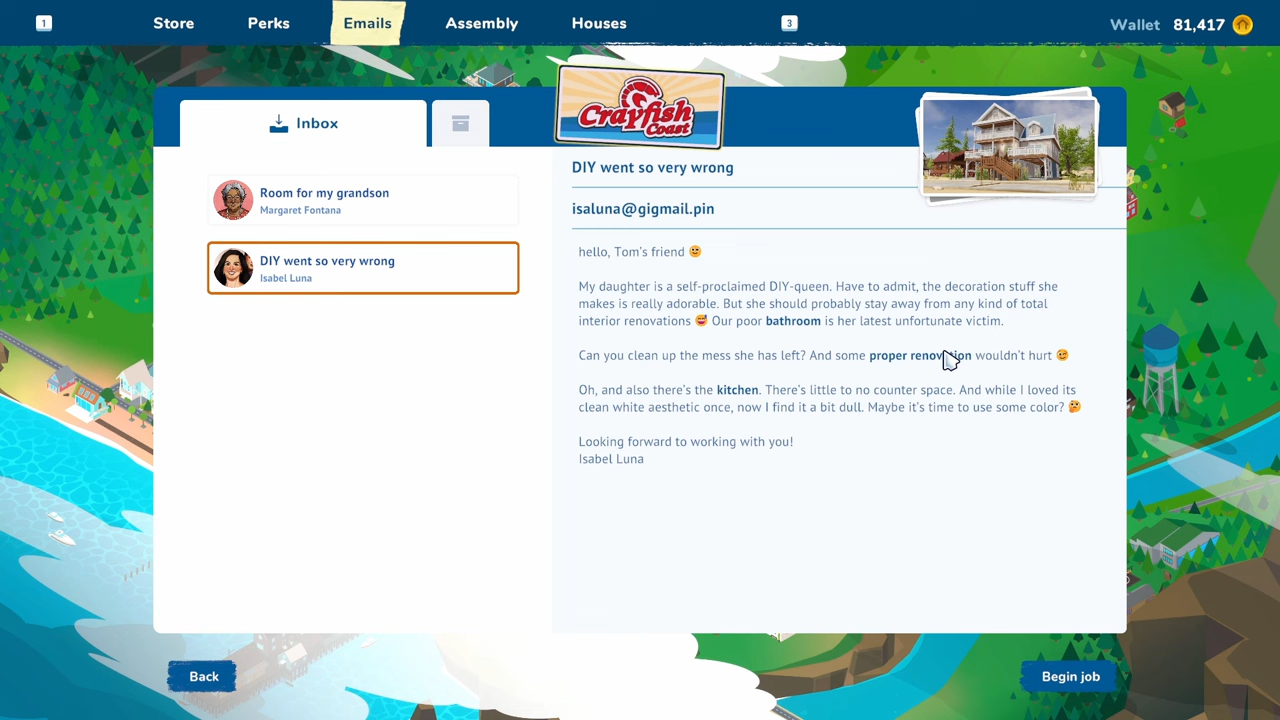 1
Store
Perks
Emails
Assembly
Houses
3
Wallet 81,417
Inbox
Crayfish
Coast
Room for my grandson
Margaret Fontana
DIY went so very wrong
Isabel Luna
DIY went so very wrong
isaluna@gigmail.pin
hello, Tom's friend 😉
My daughter is a self-proclaimed DIY-queen. Have to admit, the decoration stuff she
makes is really adorable. But she should probably stay away from any kind of total
interior renovations 😅 Our poor bathroom is her latest unfortunate victim.
Can you clean up the mess she has left? And some proper renovation wouldn't hurt 😉
Oh, and also there's the kitchen. There's little to no counter space. And while I loved its
clean white aesthetic once, now I find it a bit dull. Maybe it's time to use some color? 🤔
Looking forward to working with you!
Isabel Luna
Back
Begin job